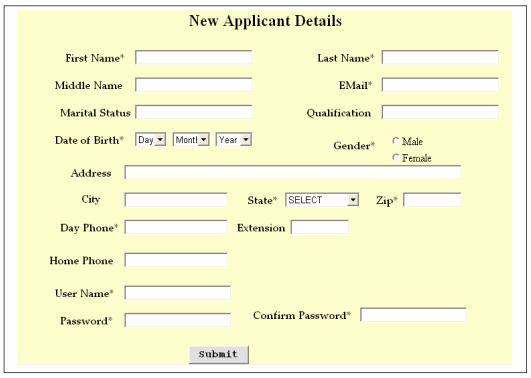 New Applicant Details
First Name* Last Name*
Middle Name EMail*
Marital Status Qualification
Date of Birth* Day Month Year Gender* Male
Female
Address
City State* SELECT Zip*
Day Phone* Extension
Home Phone
User Name*
Password* Confirm Password*
Submit